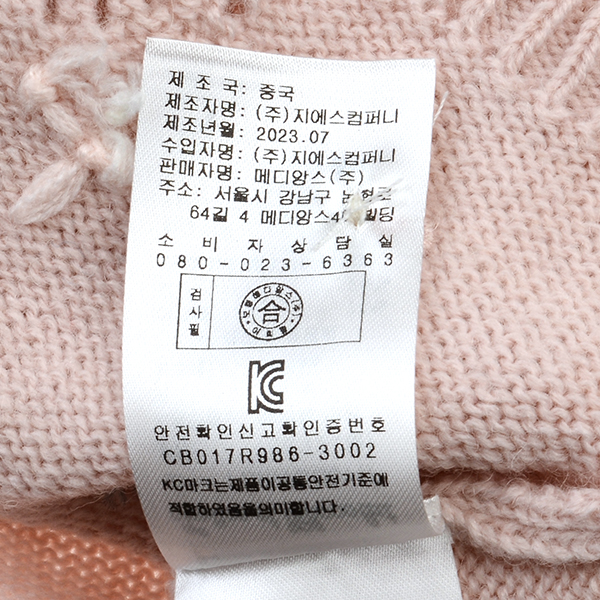 제 조 국: 중국
제조자명: (주)지에스컴퍼니
제조년월: 2023.07
수입자명: (주)지에스컴퍼니
판매자명: 메디앙스(주)
주소: 서울시 강남구 논현로
64길 4 메디앙스 빌딩
소 비 자 상 담 실
080-023-6363
검사필
合
KC
안전확인신고확인증번호
CB017R986-3002
KC마크는제품이공통안전기준에
적합하였음을의미합니다.